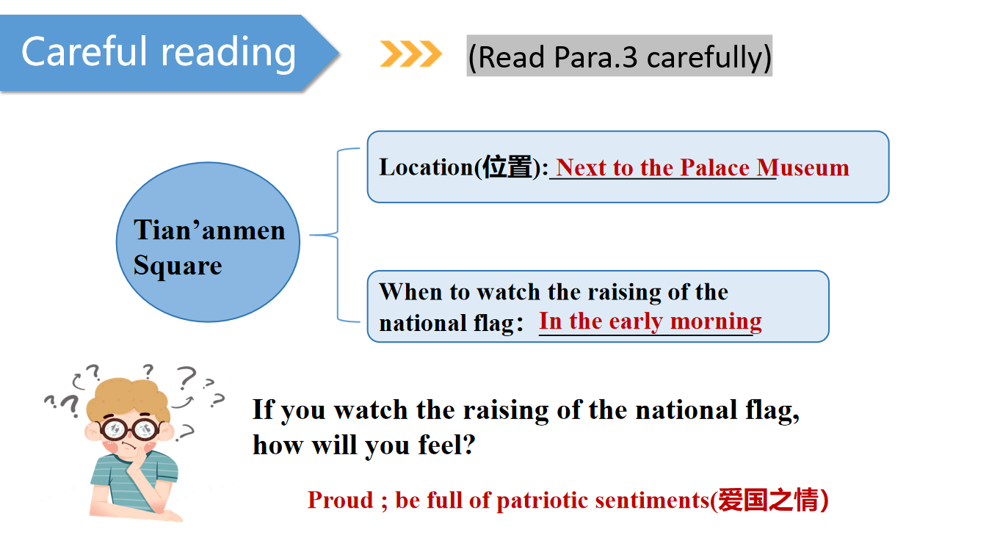 Careful reading
(Read Para.3 carefully)
Location(位置): Next to the Palace Museum
Tian’anmen
Square
When to watch the raising of the
national flag： In the early morning
If you watch the raising of the national flag,
how will you feel?
Proud ; be full of patriotic sentiments(爱国之情）